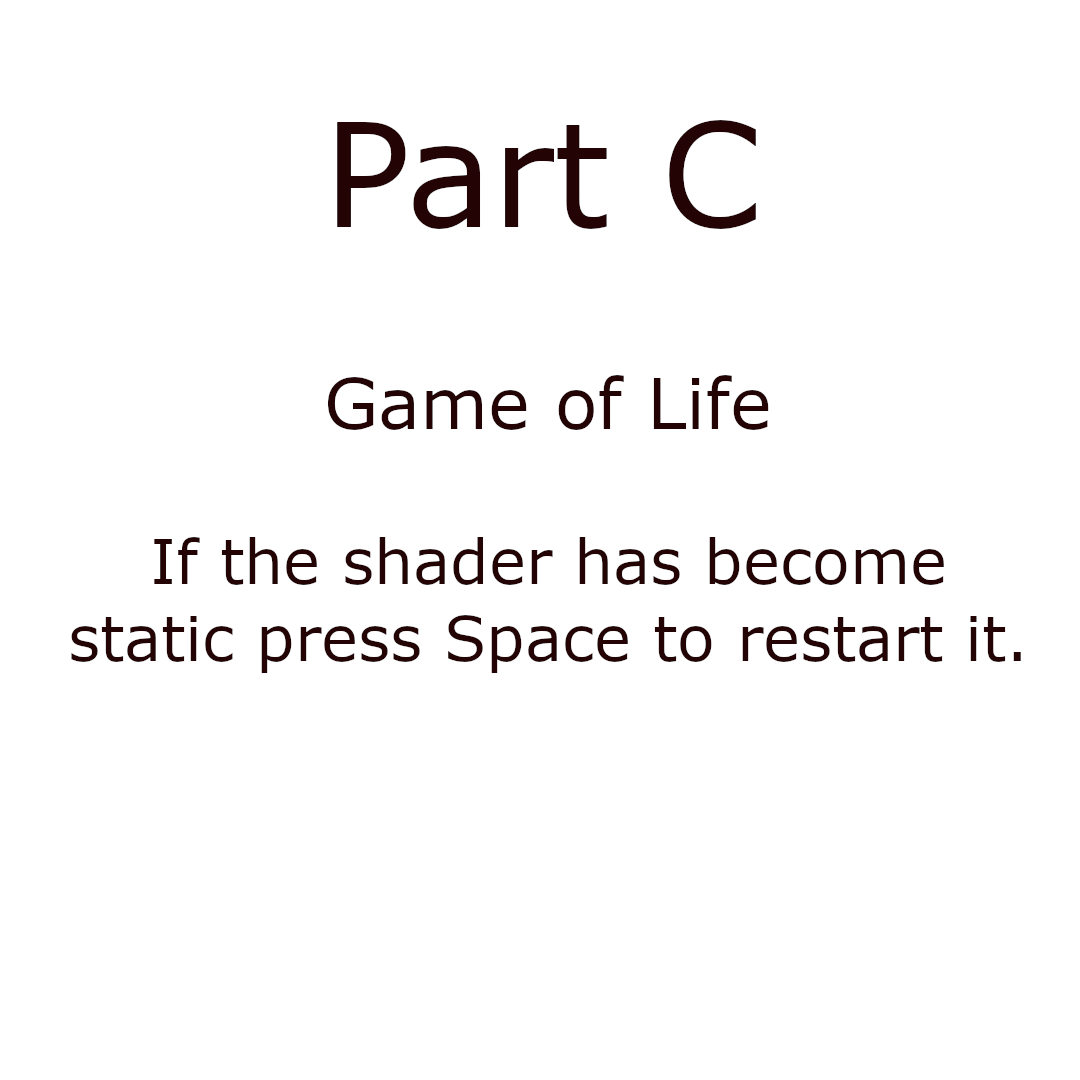 Part C
Game of Life
If the shader has become
static press Space to restart it.